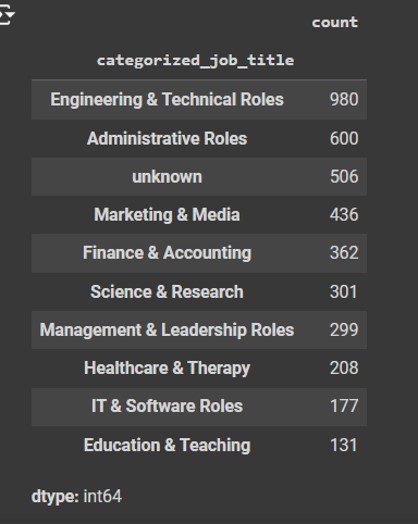 count
categorized_job_title
Engineering & Technical Roles 980
Administrative Roles 600
unknown 506
Marketing & Media 436
Finance & Accounting 362
Science & Research 301
Management & Leadership Roles 299
Healthcare & Therapy 208
IT & Software Roles 177
Education & Teaching 131
dtype: int64